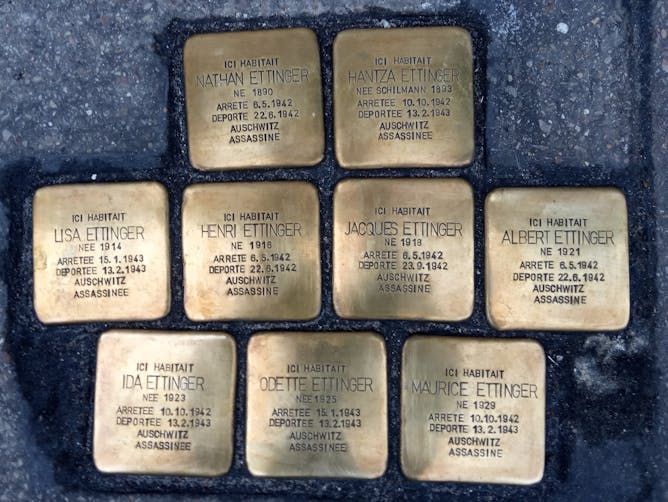 ICI HABITAIT
NATHAN ETTINGER
NE 1890
ARRETE 6.5.1942
DEPORTE 22.6.1942
AUSCHWITZ
ASSASSINE
ICI HABITAIT
HANTZA ETTINGER
NEE SCHILMANN 1893
ARRETEE 10.10.1942
DEPORTEE 13.2.1943
AUSCHWITZ
ASSASSINEE
ICI HABITAIT
LISA ETTINGER
NEE 1914
ARRETEE 15.1.1943
DEPORTEE 13.2.1943
AUSCHWITZ
ASSASSINEE
ICI HABITAIT
HENRI ETTINGER
NE 1916
ARRETE 6.5.1942
DEPORTE 22.6.1942
AUSCHWITZ
ASSASSINE
ICI HABITAIT
JACQUES ETTINGER
NE 1918
ARRETE 6.5.1942
DEPORTE 23.9.1942
AUSCHWITZ
ASSASSINE
ICI HABITAIT
ALBERT ETTINGER
NE 1921
ARRETE 6.5.1942
DEPORTE 22.6.1942
AUSCHWITZ
ASSASSINE
ICI HABITAIT
IDA ETTINGER
NEE 1923
ARRETEE 10.10.1942
DEPORTEE 13.2.1943
AUSCHWITZ
ASSASSINEE
ICI HABITAIT
ODETTE ETTINGER
NEE 1925
ARRETEE 15.1.1943
DEPORTEE 13.2.1943
AUSCHWITZ
ASSASSINEE
ICI HABITAIT
MAURICE ETTINGER
NE 1929
ARRETE 10.10.1942
DEPORTE 13.2.1943
AUSCHWITZ
ASSASSINE